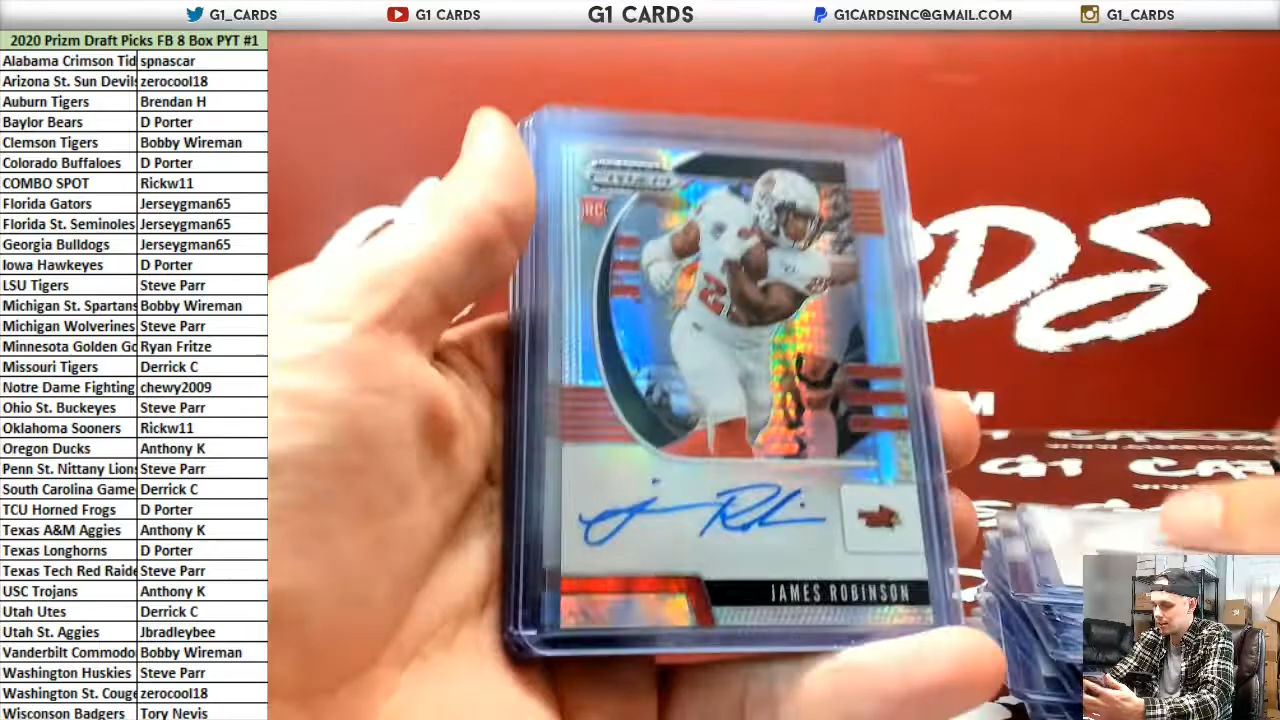 G1_CARDS
G1 CARDS
G1 CARDS
G1CARDSINC@GMAIL.COM
G1_CARDS
2020 Prizm Draft Picks FB 8 Box PYT #1
Alabama Crimson Tid spnascar
Arizona St. Sun Devils zerocool18
Auburn Tigers Brendan H
Baylor Bears D Porter
Clemson Tigers Bobby Wireman
Colorado Buffaloes D Porter
COMBO SPOT Rickw11
Florida Gators Jerseygman65
Florida St. Seminoles Jerseygman65
Georgia Bulldogs Jerseygman65
Iowa Hawkeyes D Porter
LSU Tigers Steve Parr
Michigan St. Spartans Bobby Wireman
Michigan Wolverines Steve Parr
Minnesota Golden Go Ryan Fritze
Missouri Tigers Derrick C
Notre Dame Fighting chewy2009
Ohio St. Buckeyes Steve Parr
Oklahoma Sooners Rickw11
Oregon Ducks Anthony K
Penn St. Nittany Lions Steve Parr
South Carolina Game Derrick C
TCU Horned Frogs D Porter
Texas A&M Aggies Anthony K
Texas Longhorns D Porter
Texas Tech Red Raide Steve Parr
USC Trojans Anthony K
Utah Utes Derrick C
Utah St. Aggies Jbradleybee
Vanderbilt Commodo Bobby Wireman
Washington Huskies Steve Parr
Washington St. Couge zerocool18
Wisconson Badgers Tory Nevis
RC
2
JAMES ROBINSON
RDS
M
G1 CA